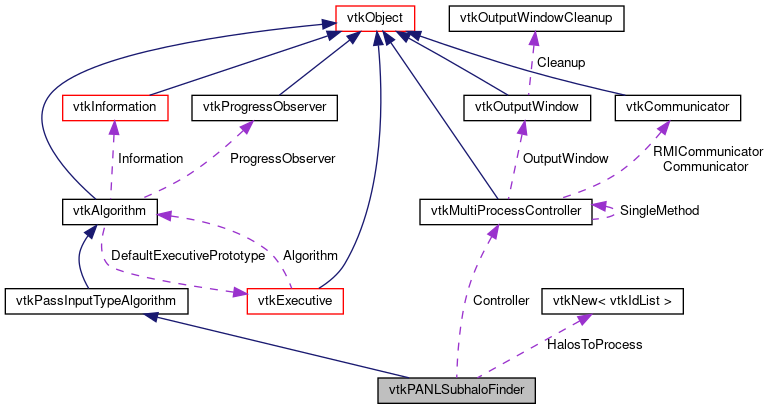 vtkObject
vtkOutputWindowCleanup
Cleanup
vtkInformation
vtkProgressObserver
vtkOutputWindow
vtkCommunicator
Information
ProgressObserver
OutputWindow
RMICommunicator
Communicator
vtkAlgorithm
vtkMultiProcessController
SingleMethod
DefaultExecutivePrototype
Algorithm
vtkPassInputTypeAlgorithm
vtkExecutive
Controller
vtkNew< vtkIdList >
HalosToProcess
vtkPANLSubhaloFinder